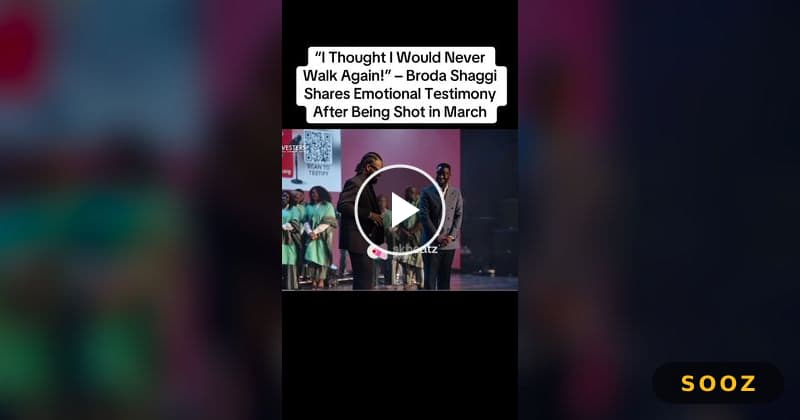 “I Thought I Would Never
Walk Again!” – Broda Shaggi
Shares Emotional Testimony
After Being Shot in March
VESTERS
SCAN TO
TESTIFY
SOOZ